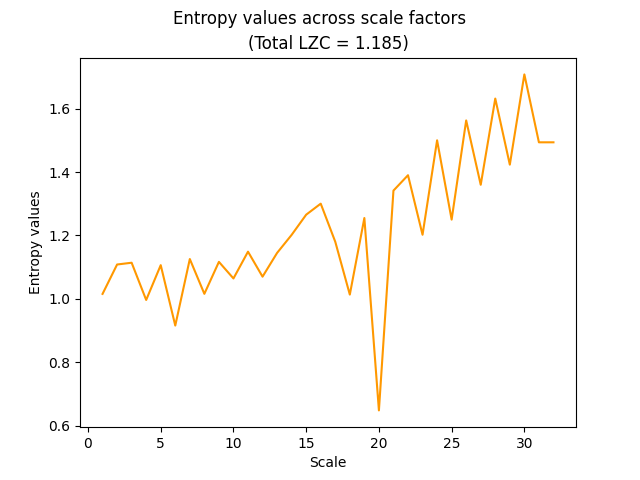 Entropy values across scale factors
(Total LZC = 1.185)
Entropy values
1.6
1.4
1.2
1.0
0.8
0.6
0 5 10 15 20 25 30
Scale